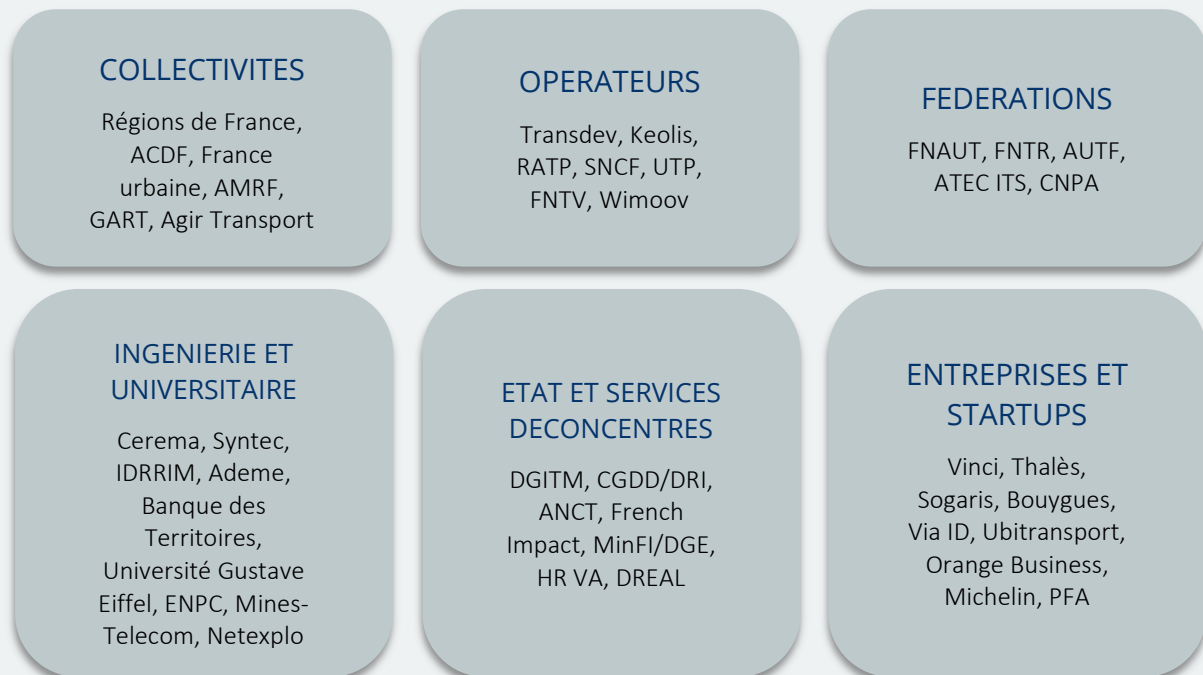 COLLECTIVITES
Régions de France,
ACDF, France
urbaine, AMRF,
GART, Agir Transport
OPERATEURS
Transdev, Keolis,
RATP, SNCF, UTP,
FNTV, Wimoov
FEDERATIONS
FNAUT, FNTR, AUTF,
ATEC ITS, CNPA
INGENIERIE ET
UNIVERSITAIRE
Cerema, Syntec,
IDRRIM, Ademe,
Banque des
Territoires,
Université Gustave
Eiffel, ENPC, Mines-
Telecom, Netexplo
ETAT ET SERVICES
DECONCENTRES
DGITM, CGDD/DRI,
ANCT, French
Impact, MinFI/DGE,
HR VA, DREAL
ENTREPRISES ET
STARTUPS
Vinci, Thalès,
Sogaris, Bouygues,
Via ID, Ubitransport,
Orange Business,
Michelin, PFA